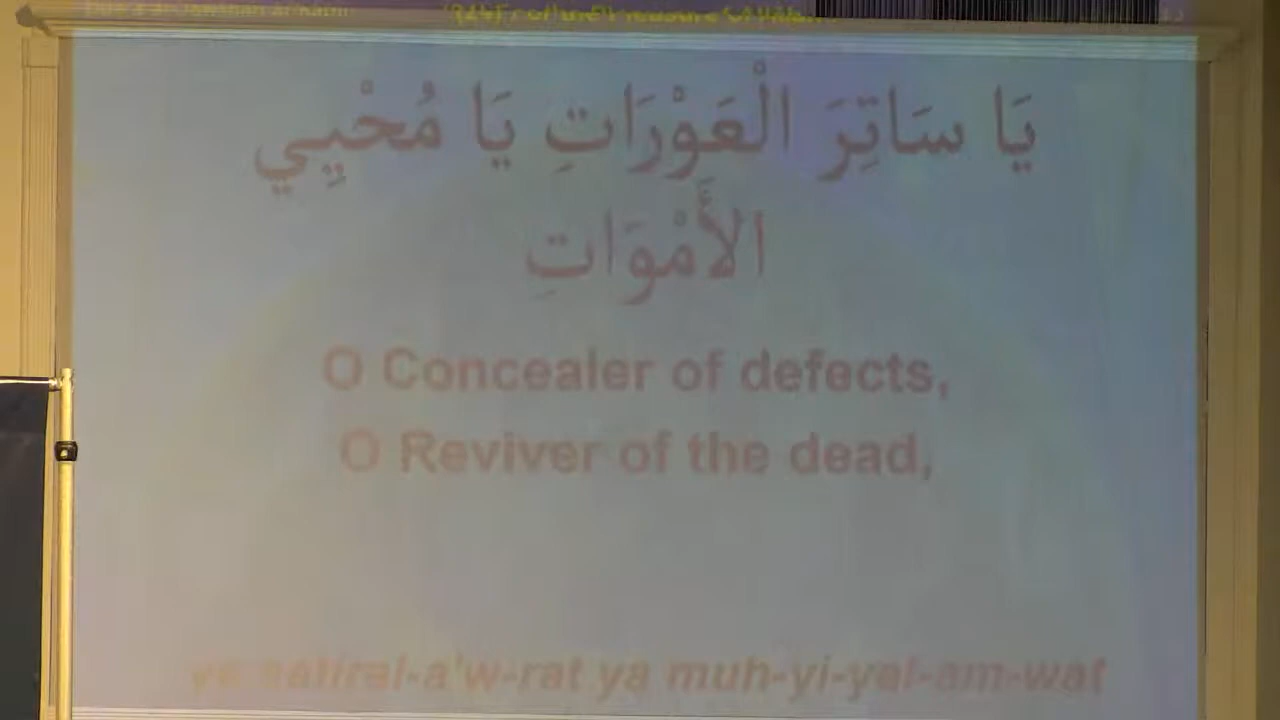 يَا سَاتِرَ الْعَوْرَاتِ يَا مُحْيِي
الأَمْوَاتِ
O Concealer of defects,
O Reviver of the dead,
ya satiral-a'w-rat ya muh-yi-yal-am-wat